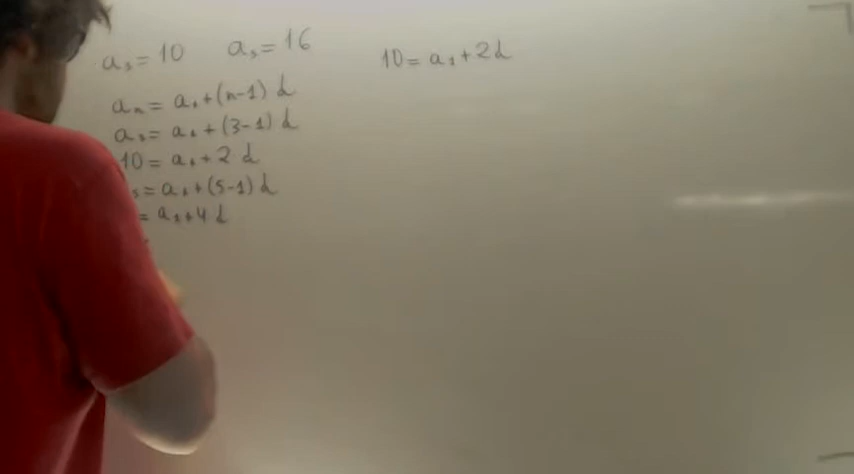 a₃ = 10 a₅ = 16
aₙ = a₁ + (n-1) d
a₃ = a₁ + (3-1) d
10 = a₁ + 2 d
₅ = a₁ + (5-1) d
= a₁ + 4 d
10 = a₁ + 2d